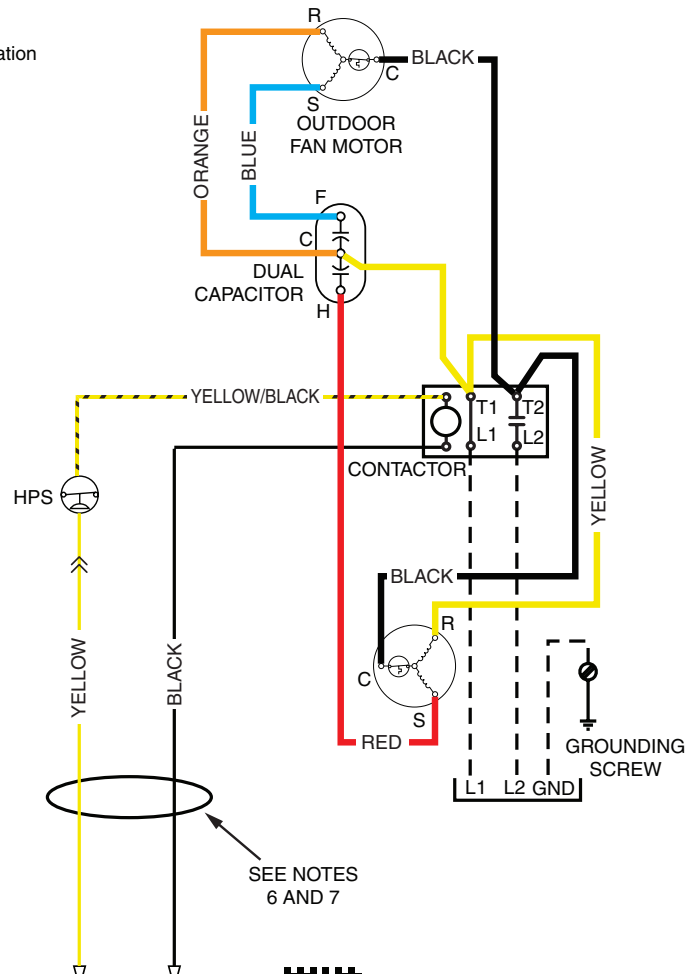 ation
R
C
BLACK
S
OUTDOOR
FAN MOTOR
ORANGE
BLUE
F
C
DUAL
CAPACITOR
H
YELLOW/BLACK
T1
T2
L1
L2
CONTACTOR
YELLOW
HPS
BLACK
R
C
S
RED
YELLOW
BLACK
GROUNDING
SCREW
L1
L2
GND
SEE NOTES
6 AND 7